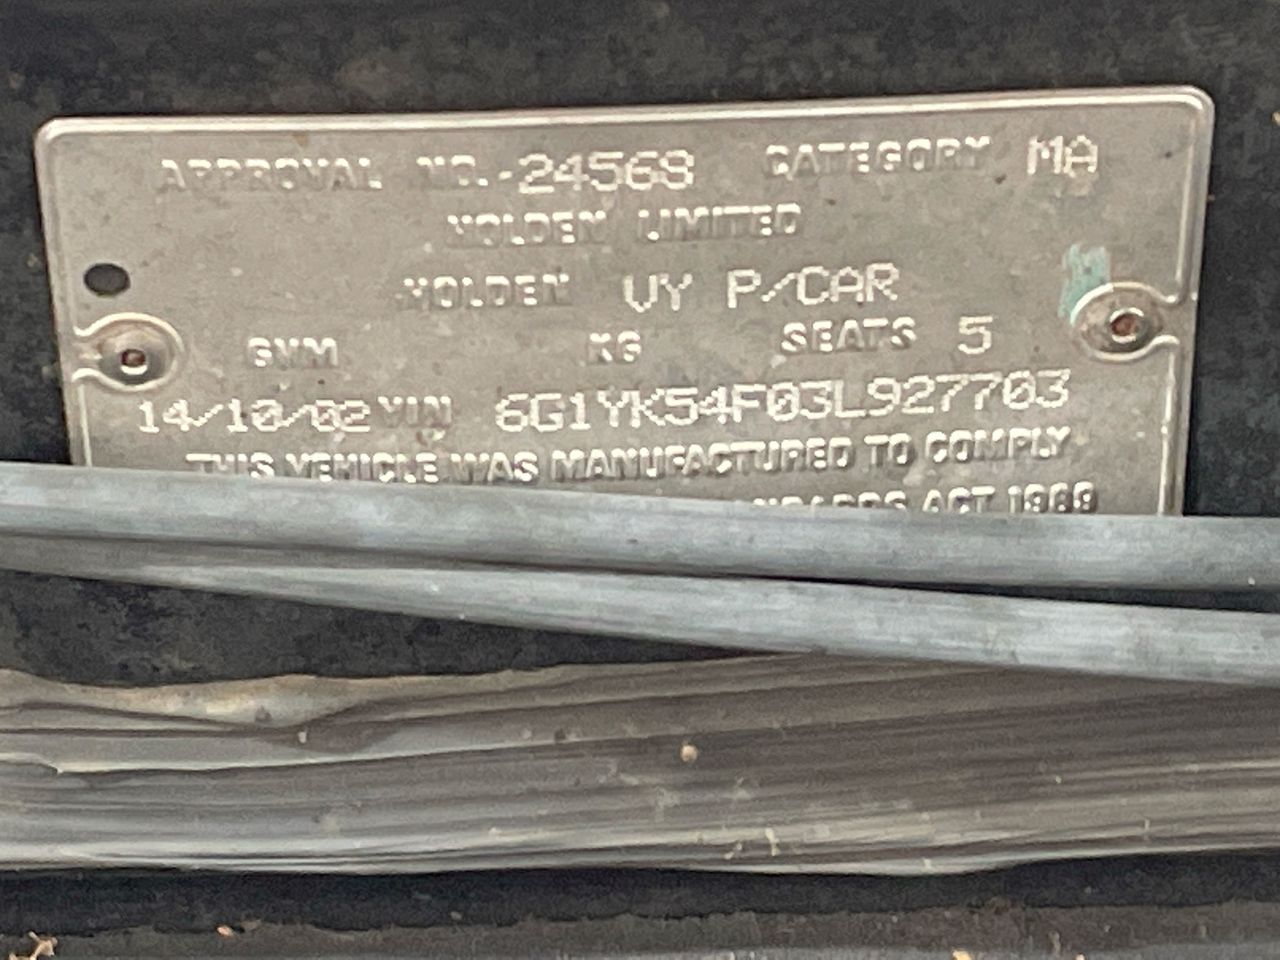 APPROVAL NO.-24568 CATEGORY MA
HOLDEN LIMITED
HOLDEN VY P/CAR
GVM KG SEATS 5
14/10/02 VIN 6G1YK54F03L927703
THIS VEHICLE WAS MANUFACTURED TO COMPLY
ACT 1989